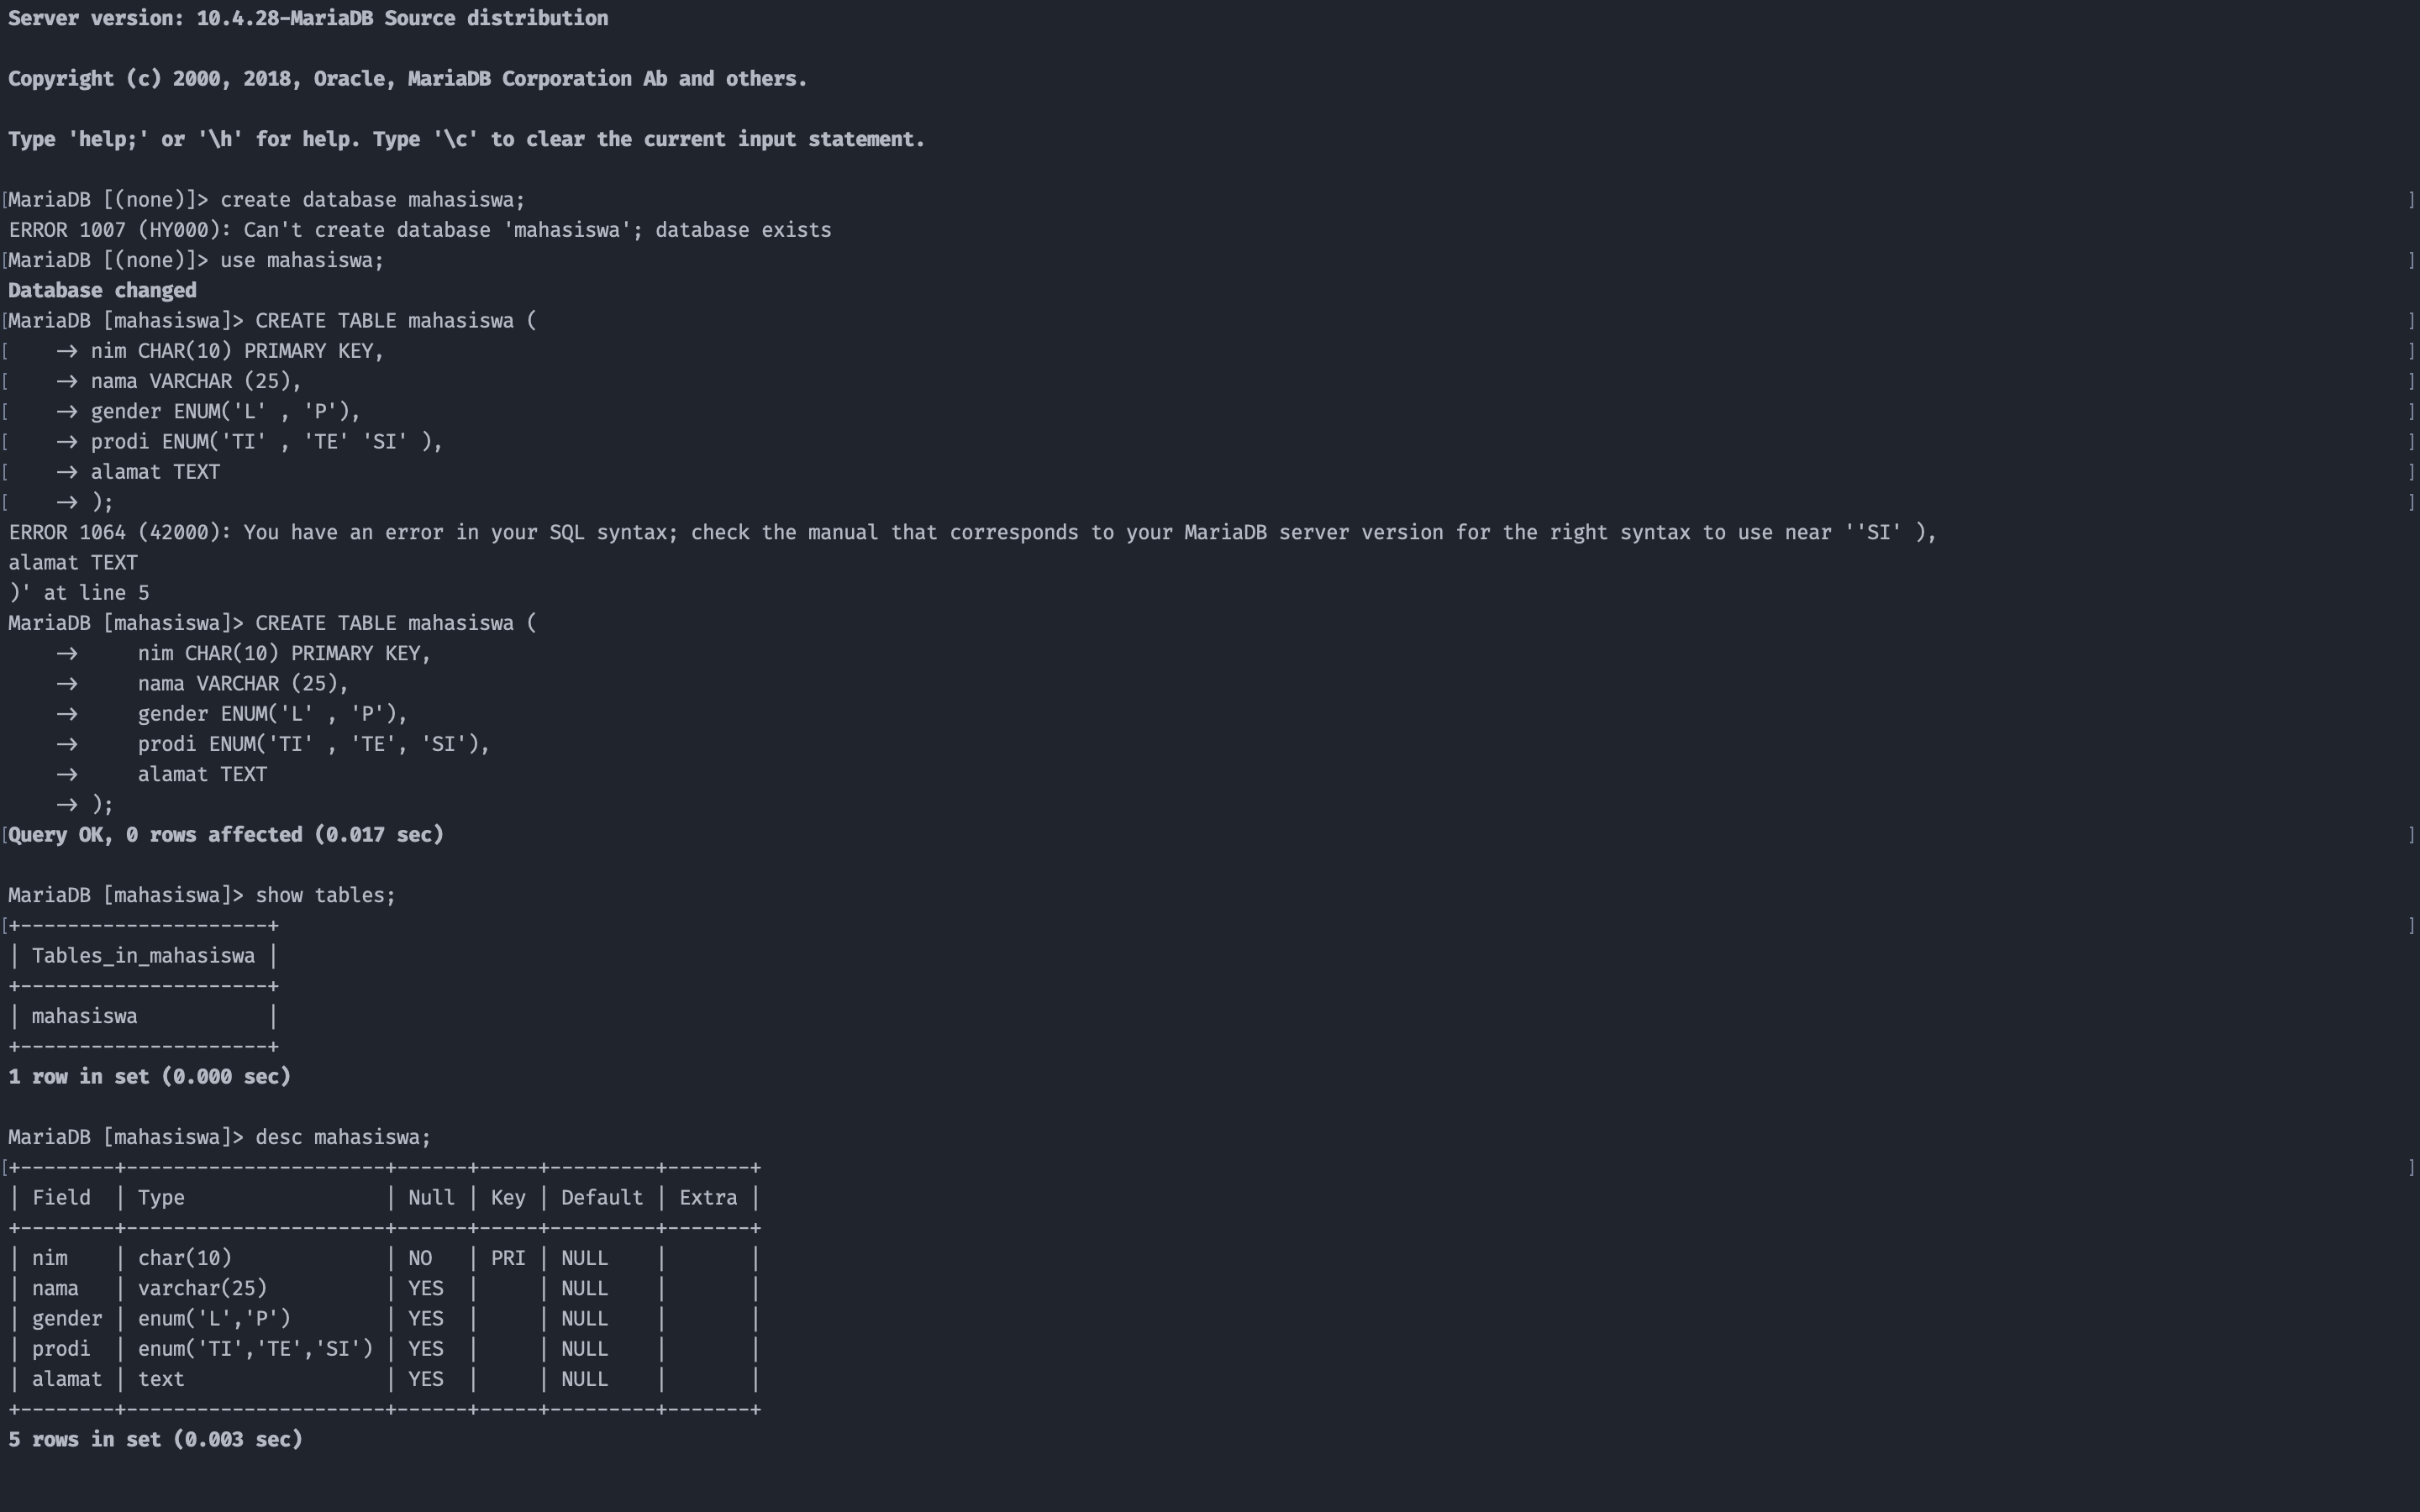 Server version: 10.4.28-MariaDB Source distribution
Copyright (c) 2000, 2018, Oracle, MariaDB Corporation Ab and others.
Type 'help;' or '\h' for help. Type '\c' to clear the current input statement.
[MariaDB [(none)]> create database mahasiswa; ]
ERROR 1007 (HY000): Can't create database 'mahasiswa'; database exists
[MariaDB [(none)]> use mahasiswa; ]
Database changed
[MariaDB [mahasiswa]> CREATE TABLE mahasiswa ( ]
[    -> nim CHAR(10) PRIMARY KEY, ]
[    -> nama VARCHAR (25), ]
[    -> gender ENUM('L' , 'P'), ]
[    -> prodi ENUM('TI' , 'TE' 'SI' ), ]
[    -> alamat TEXT ]
[    -> ); ]
ERROR 1064 (42000): You have an error in your SQL syntax; check the manual that corresponds to your MariaDB server version for the right syntax to use near ''SI' ),
alamat TEXT
)' at line 5
MariaDB [mahasiswa]> CREATE TABLE mahasiswa (
    ->     nim CHAR(10) PRIMARY KEY,
    ->     nama VARCHAR (25),
    ->     gender ENUM('L' , 'P'),
    ->     prodi ENUM('TI' , 'TE', 'SI'),
    ->     alamat TEXT
    -> );
[Query OK, 0 rows affected (0.017 sec) ]
MariaDB [mahasiswa]> show tables;
[+---------------------+ ]
| Tables_in_mahasiswa |
+---------------------+
| mahasiswa           |
+---------------------+
1 row in set (0.000 sec)
MariaDB [mahasiswa]> desc mahasiswa;
[+--------+----------------------+------+-----+---------+-------+ ]
| Field  | Type                 | Null | Key | Default | Extra |
+--------+----------------------+------+-----+---------+-------+
| nim    | char(10)             | NO   | PRI | NULL    |       |
| nama   | varchar(25)          | YES  |     | NULL    |       |
| gender | enum('L','P')        | YES  |     | NULL    |       |
| prodi  | enum('TI','TE','SI') | YES  |     | NULL    |       |
| alamat | text                 | YES  |     | NULL    |       |
+--------+----------------------+------+-----+---------+-------+
5 rows in set (0.003 sec)